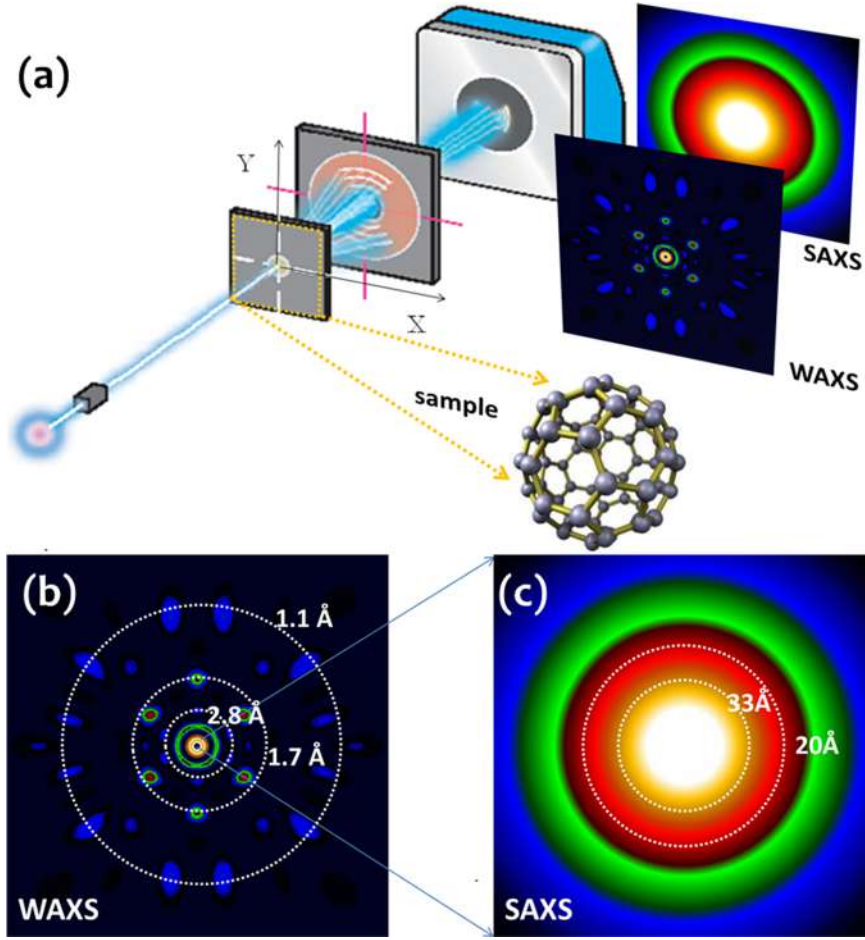 (a)
Y
X
SAXS
WAXS
sample
(b)
1.1 Å
2.8 Å
1.7 Å
WAXS
(c)
33Å
20Å
SAXS